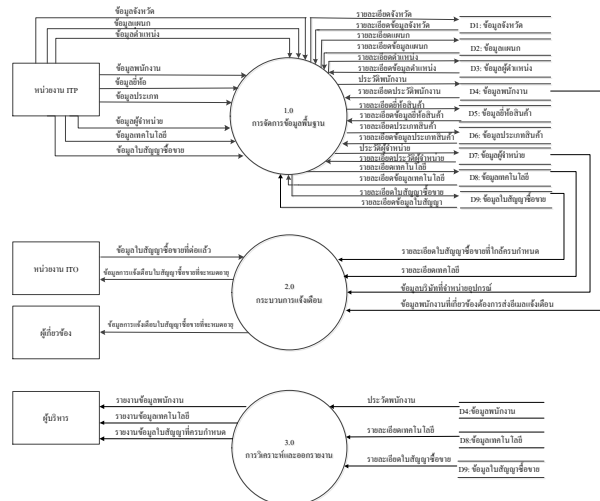 ข้อมูลจังหวัด
ข้อมูลแผนก
ข้อมูลตำแหน่ง
หน่วยงาน ITP
ข้อมูลพนักงาน
ข้อมูลยี่ห้อ
ข้อมูลประเภท
ข้อมูลผู้จำหน่าย
ข้อมูลเทคโนโลยี
ข้อมูลใบสัญญาซื้อขาย
1.0
การจัดการข้อมูลพื้นฐาน
รายละเอียดจังหวัด
รายละเอียดข้อมูลจังหวัด
รายละเอียดแผนก
รายละเอียดข้อมูลแผนก
รายละเอียดตำแหน่ง
รายละเอียดข้อมูลตำแหน่ง
ประวัติพนักงาน
รายละเอียดประวัติพนักงาน
รายละเอียดยี่ห้อสินค้า
รายละเอียดข้อมูลยี่ห้อสินค้า
รายละเอียดประเภทสินค้า
รายละเอียดข้อมูลประเภทสินค้า
ประวัติผู้จำหน่าย
รายละเอียดประวัติผู้จำหน่าย
รายละเอียดเทคโนโลยี
รายละเอียดข้อมูลเทคโนโลยี
รายละเอียดใบสัญญาซื้อขาย
รายละเอียดข้อมูลใบสัญญา
D1: ข้อมูลจังหวัด
D2: ข้อมูลแผนก
D3: ข้อมูลผู้ตำแหน่ง
D4: ข้อมูลพนักงาน
D5: ข้อมูลยี่ห้อสินค้า
D6: ข้อมูลประเภทสินค้า
D7: ข้อมูลผู้จำหน่าย
D8: ข้อมูลเทคโนโลยี
D9: ข้อมูลใบสัญญาซื้อขาย
หน่วยงาน ITO
ข้อมูลใบสัญญาซื้อขายที่ต่อแล้ว
ข้อมูลการแจ้งเตือนใบสัญญาซื้อขายที่จะหมดอายุ
ผู้เกี่ยวข้อง
ข้อมูลการแจ้งเตือนใบสัญญาซื้อขายที่จะหมดอายุ
2.0
กระบวนการแจ้งเตือน
รายละเอียดใบสัญญาซื้อขายที่ใกล้ครบกำหนด
รายละเอียดเทคโลยี
ข้อมูลบริษัทที่จำหน่ายอุปกรณ์
ข้อมูลพนักงานที่เกี่ยวข้องต้องการส่งอีเมลแจ้งเตือน
ผู้บริหาร
รายงานข้อมูลพนักงาน
รายงานข้อมูลเทคโนโลยี
รายงานข้อมูลใบสัญญาที่ครบกำหนด
3.0
การวิเคราะห์และออกรายงาน
ประวัติพนักงาน
รายละเอียดเทคโนโลยี
รายละเอียดใบสัญญาซื้อขาย
D4:ข้อมูลพนักงาน
D8:ข้อมูลเทคโนโลยี
D9: ข้อมูลใบสัญญาซื้อขาย